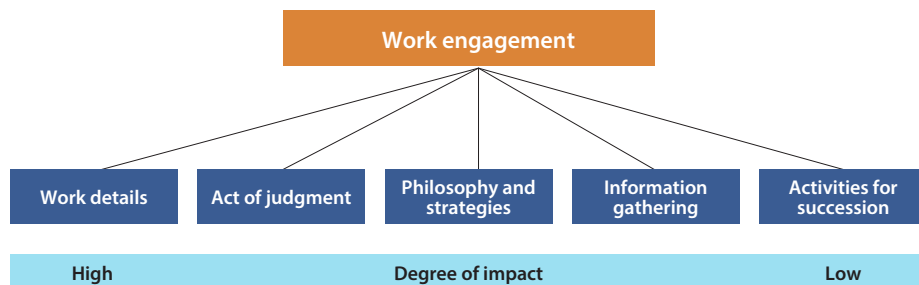 Work engagement
Work details
Act of judgment
Philosophy and
strategies
Information
gathering
Activities for
succession
High
Degree of impact
Low